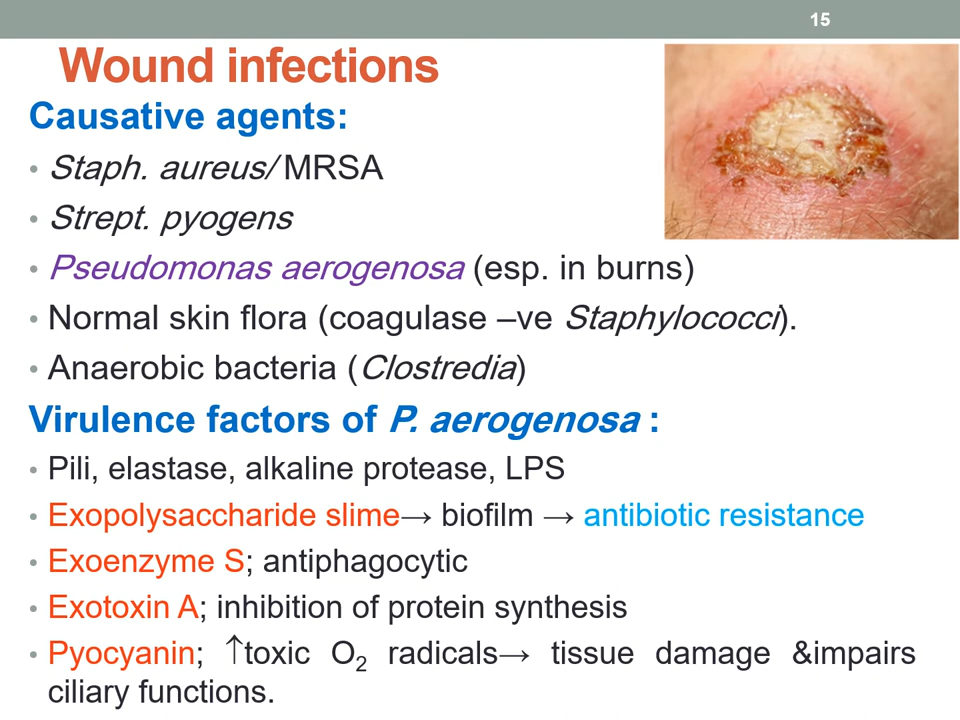 15
Wound infections
Causative agents:
• Staph. aureus/ MRSA
• Strept. pyogens
• Pseudomonas aerogenosa (esp. in burns)
• Normal skin flora (coagulase –ve Staphylococci).
• Anaerobic bacteria (Clostredia)
Virulence factors of P. aerogenosa :
• Pili, elastase, alkaline protease, LPS
• Exopolysaccharide slime→ biofilm → antibiotic resistance
• Exoenzyme S; antiphagocytic
• Exotoxin A; inhibition of protein synthesis
• Pyocyanin; ↑toxic O₂ radicals→ tissue damage &impairs
ciliary functions.